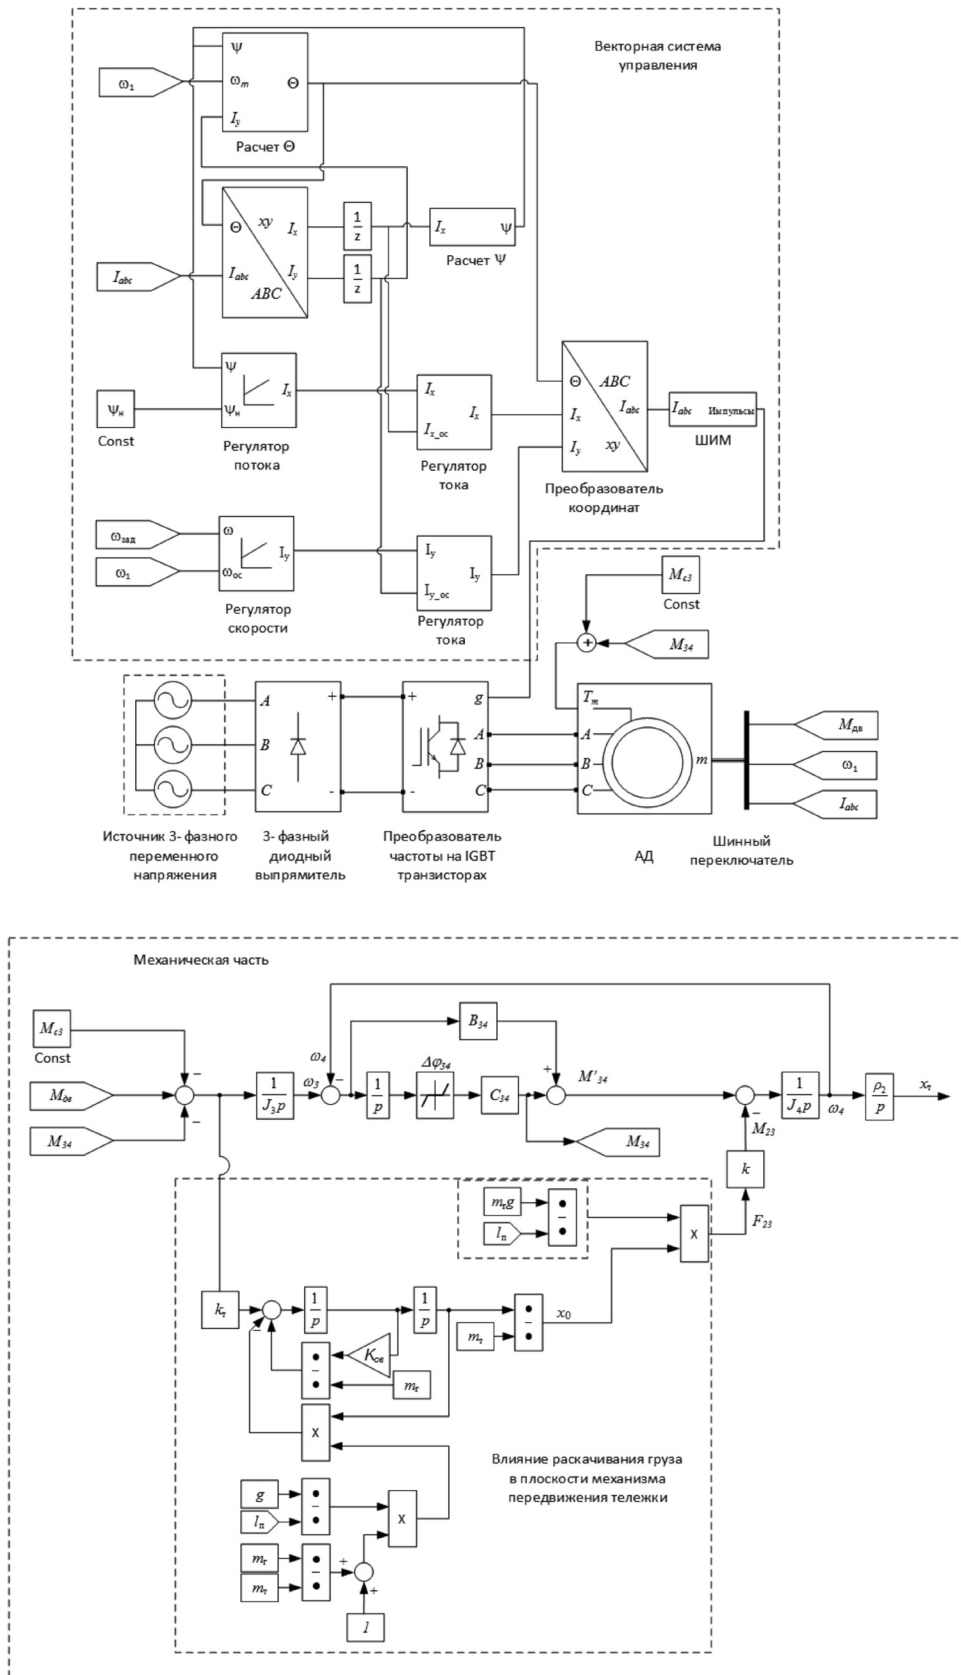 Векторная система
управления
ψ
ω₁
ωm
Θ
Iy
Расчет Θ
Θ
xy
Ix
1
z
Ix
ψ
Расчет Ψ
Iabc
Iabc
Iy
1
z
ABC
ψ
Ix
ψн
ψн
Const
Регулятор
потока
Ix
Ix
Ix_ос
Регулятор
тока
Θ
ABC
Iabc
Ix
Iy
xy
Преобразователь
координат
Iabc
Импульсы
ШИМ
ωзад
ω
Iy
ω₁
ωос
Регулятор
скорости
Iy
Iy
Iy_ос
Регулятор
тока
Mс3
Const
+
M34
A
B
C
Источник 3- фазного
переменного
напряжения
+
-
3- фазный
диодный
выпрямитель
+
g
A
B
C
-
Преобразователь
частоты на IGBT
транзисторах
Tm
A
B
C
m
АД
Шинный
переключатель
Mдв
ω₁
Iabc
Механическая часть
Mс3
Const
Mдв
M34
−
−
1
J₃p
ω₃
ω₄
−
1
p
Δφ34
C34
B34
+
M'34
M34
−
M23
1
J₄p
ω₄
ρ₂
p
xт
k
F23
mтg
lп
÷
X
kт
−
1
p
1
p
÷
x₀
mт
Kов
÷
mг
X
g
lп
÷
X
mг
mт
÷
+
+
1
Влияние раскачивания груза
в плоскости механизма
передвижения тележки